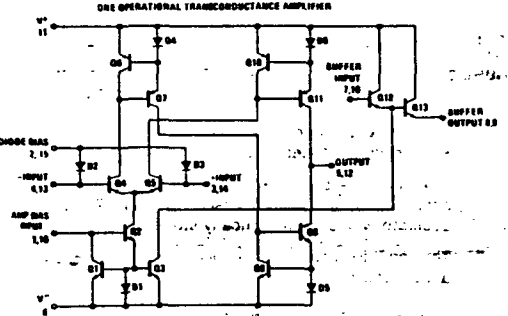 ONE OPERATIONAL TRANSCONDUCTANCE AMPLIFIER
V+
11
D4
D6
Q6
Q10
BUFFER
INPUT
7,10
Q7
Q11
Q12
Q13
BUFFER
OUTPUT 8,9
DIODE BIAS
2,15
D2
D3
OUTPUT
5,12
-INPUT
4,13
Q4
Q5
+INPUT
3,14
AMP BIAS
INPUT
1,16
Q2
Q1
D1
Q3
D5
V-
6